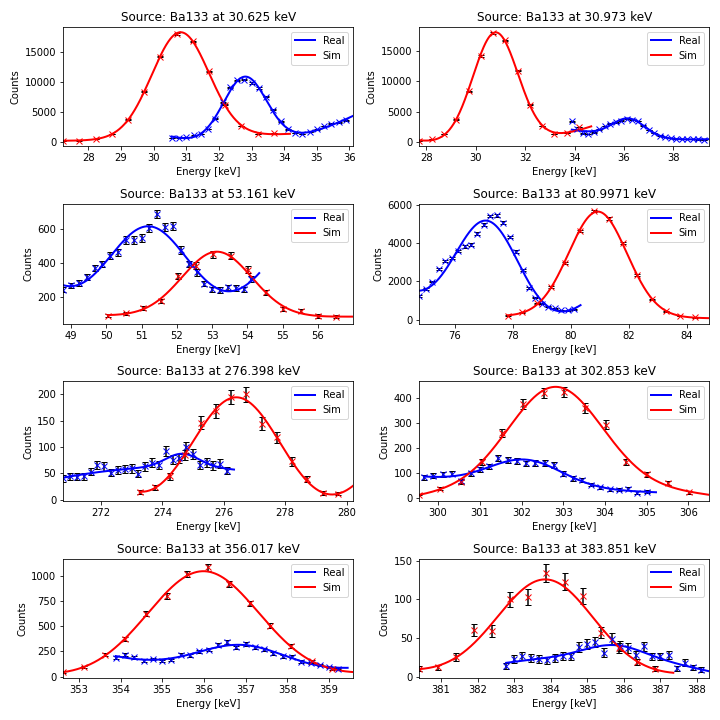 Source: Ba133 at 30.625 keV
Counts
15000
10000
5000
0
28 29 30 31 32 33 34 35 36
Energy [keV]
Real
Sim
Source: Ba133 at 30.973 keV
Counts
15000
10000
5000
0
28 30 32 34 36 38
Energy [keV]
Real
Sim
Source: Ba133 at 53.161 keV
Counts
600
400
200
49 50 51 52 53 54 55 56
Energy [keV]
Real
Sim
Source: Ba133 at 80.9971 keV
Counts
6000
4000
2000
0
76 78 80 82 84
Energy [keV]
Real
Sim
Source: Ba133 at 276.398 keV
Counts
200
150
100
50
0
272 274 276 278 280
Energy [keV]
Real
Sim
Source: Ba133 at 302.853 keV
Counts
400
300
200
100
0
300 301 302 303 304 305 306
Energy [keV]
Real
Sim
Source: Ba133 at 356.017 keV
Counts
1000
750
500
250
0
353 354 355 356 357 358 359
Energy [keV]
Real
Sim
Source: Ba133 at 383.851 keV
Counts
150
100
50
0
381 382 383 384 385 386 387 388
Energy [keV]
Real
Sim